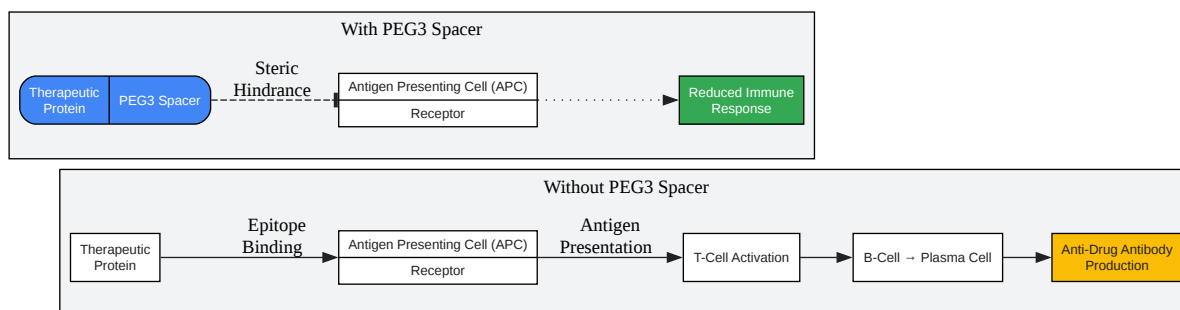 With PEG3 Spacer
Therapeutic
Protein
PEG3 Spacer
Steric
Hindrance
Antigen Presenting Cell (APC)
Receptor
Reduced Immune
Response
Without PEG3 Spacer
Therapeutic
Protein
Epitope
Binding
Antigen Presenting Cell (APC)
Receptor
Antigen
Presentation
T-Cell Activation
B-Cell → Plasma Cell
Anti-Drug Antibody
Production